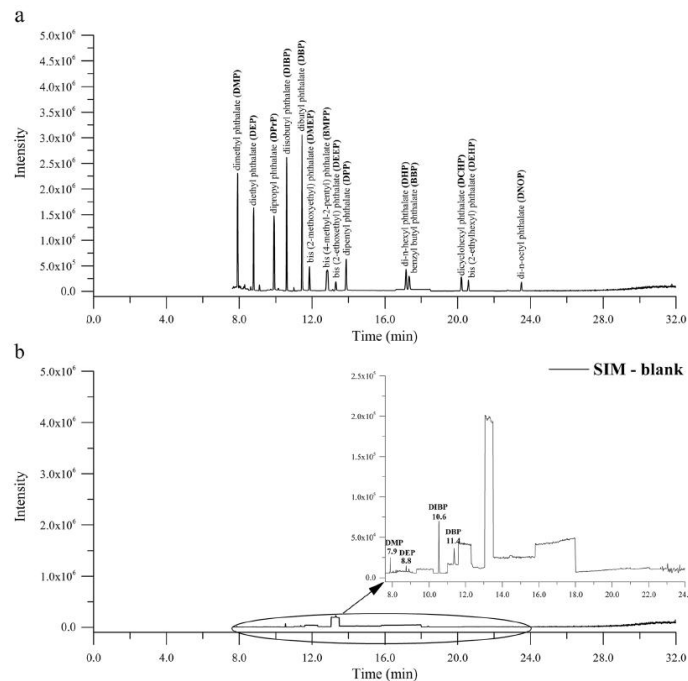 a
5.0x10⁶
4.5x10⁶
4.0x10⁶
3.5x10⁶
3.0x10⁶
2.5x10⁶
2.0x10⁶
1.5x10⁶
1.0x10⁶
5.0x10⁵
0.0
Intensity
dimethyl phthalate (DMP)
diethyl phthalate (DEP)
dipropyl phthalate (DPrP)
diisobutyl phthalate (DIBP)
dibutyl phthalate (DBP)
bis (2-methoxyethyl) phthalate (DMEP)
bis (4-methyl-2-pentyl) phthalate (BMPP)
bis (2-ethoxethyl) phthalate (DEEP)
dipentyl phthalate (DPP)
di-n-hexyl phthalate (DHP)
benzyl butyl phthalate (BBP)
dicyclohexyl phthalate (DCHP)
bis (2-ethylhexyl) phthalate (DEHP)
di-n-octyl phthalate (DNOP)
0.0 4.0 8.0 12.0 16.0 20.0 24.0 28.0 32.0
Time (min)
b
5.0x10⁶
4.0x10⁶
3.0x10⁶
2.0x10⁶
1.0x10⁶
0.0
Intensity
SIM - blank
2.5x10⁵
2.0x10⁵
1.5x10⁵
1.0x10⁵
5.0x10⁴
0.0
DMP
7.9
DEP
8.8
DIBP
10.6
DBP
11.4
8.0 10.0 12.0 14.0 16.0 18.0 20.0 22.0 24.0
0.0 4.0 8.0 12.0 16.0 20.0 24.0 28.0 32.0
Time (min)